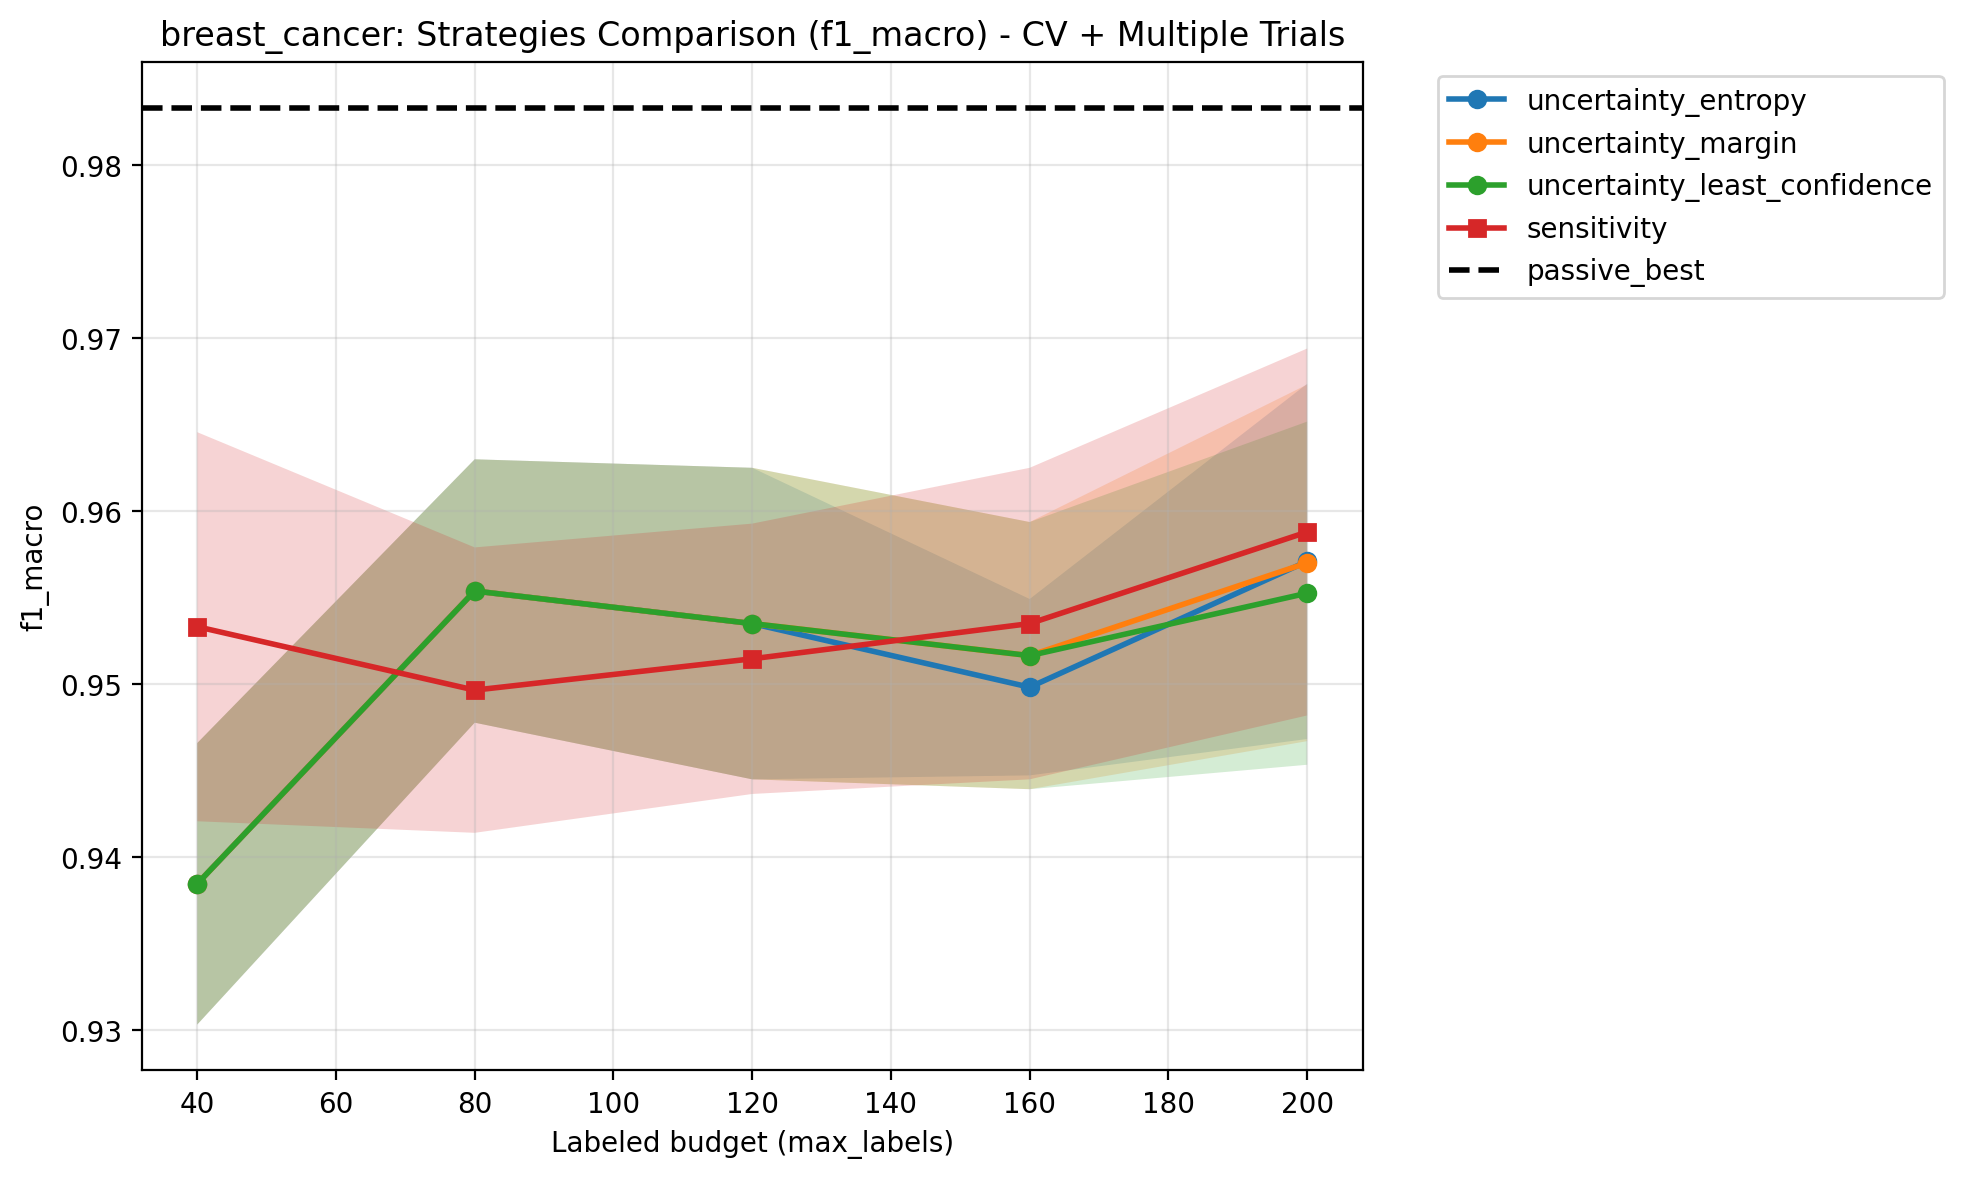 breast_cancer: Strategies Comparison (f1_macro) - CV + Multiple Trials
uncertainty_entropy
uncertainty_margin
uncertainty_least_confidence
sensitivity
passive_best
f1_macro
0.98
0.97
0.96
0.95
0.94
0.93
40 60 80 100 120 140 160 180 200
Labeled budget (max_labels)